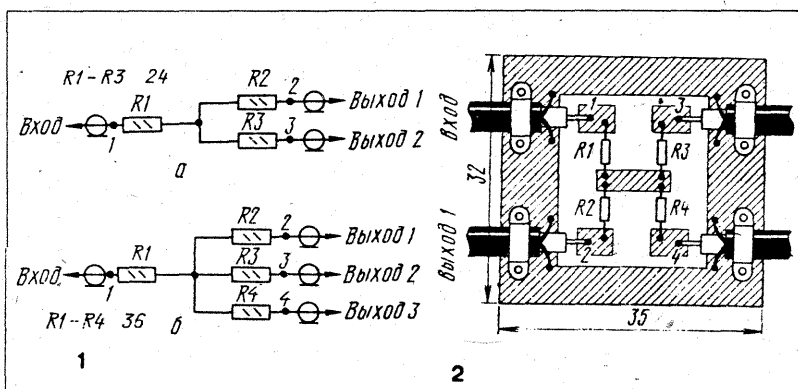 R1-R3 24
R1
R2
2
Выход 1
Вход
1
R3
3
Выход 2
а
R2
2
Выход 1
R1
Вход
1
R3
3
Выход 2
R4
4
Выход 3
R1-R4 36
б
1
Вход
1
3
R1
R3
32
R2
R4
Выход 1
2
4
35
2